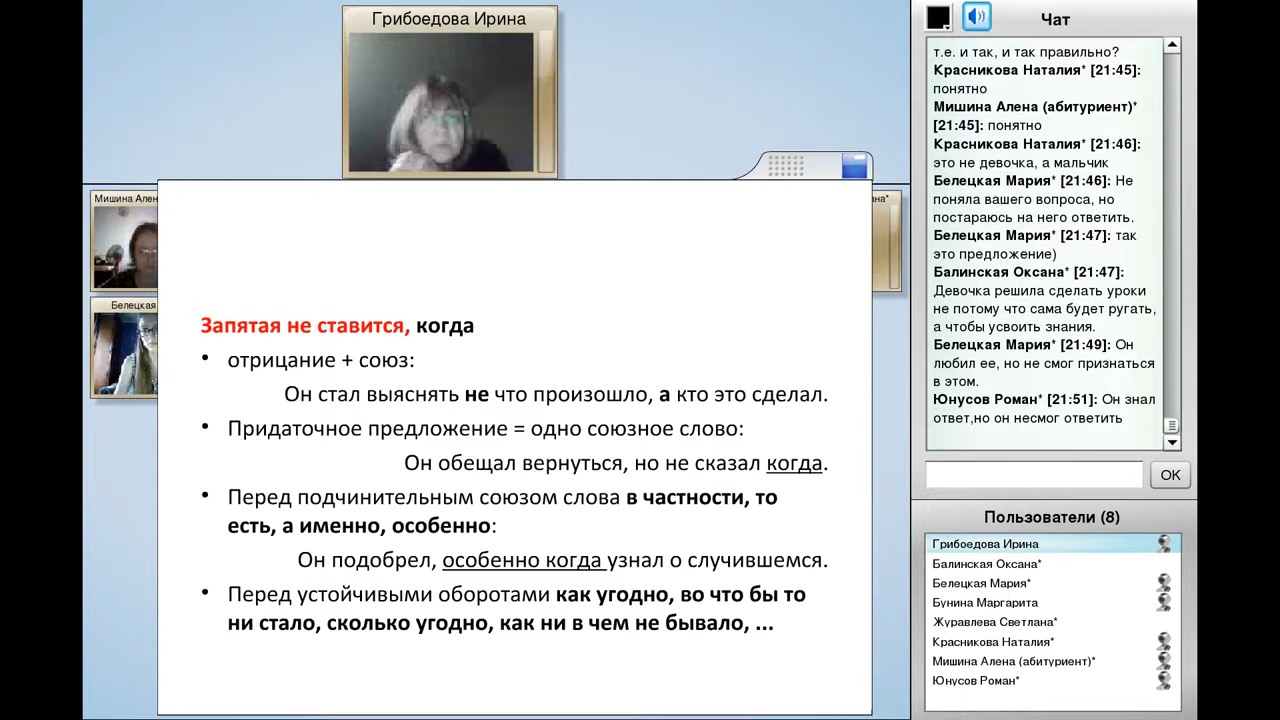 Грибоедова Ирина
Мишина Ален
ана*
Белецкая
Запятая не ставится, когда
• отрицание + союз:
Он стал выяснять не что произошло, а кто это сделал.
• Придаточное предложение = одно союзное слово:
Он обещал вернуться, но не сказал когда.
• Перед подчинительным союзом слова в частности, то
есть, а именно, особенно:
Он подобрел, особенно когда узнал о случившемся.
• Перед устойчивыми оборотами как угодно, во что бы то
ни стало, сколько угодно, как ни в чем не бывало, ...
Чат
т.е. и так, и так правильно?
Красникова Наталия* [21:45]:
понятно
Мишина Алена (абитуриент)*
[21:45]: понятно
Красникова Наталия* [21:46]:
это не девочка, а мальчик
Белецкая Мария* [21:46]: Не
поняла вашего вопроса, но
постараюсь на него ответить.
Белецкая Мария* [21:47]: так
это предложение)
Балинская Оксана* [21:47]:
Девочка решила сделать уроки
не потому что сама будет ругать,
а чтобы усвоить знания.
Белецкая Мария* [21:49]: Он
любил ее, но не смог признаться
в этом.
Юнусов Роман* [21:51]: Он знал
ответ,но он несмог ответить
OK
Пользователи (8)
Грибоедова Ирина
Балинская Оксана*
Белецкая Мария*
Бунина Маргарита
Журавлева Светлана*
Красникова Наталия*
Мишина Алена (абитуриент)*
Юнусов Роман*